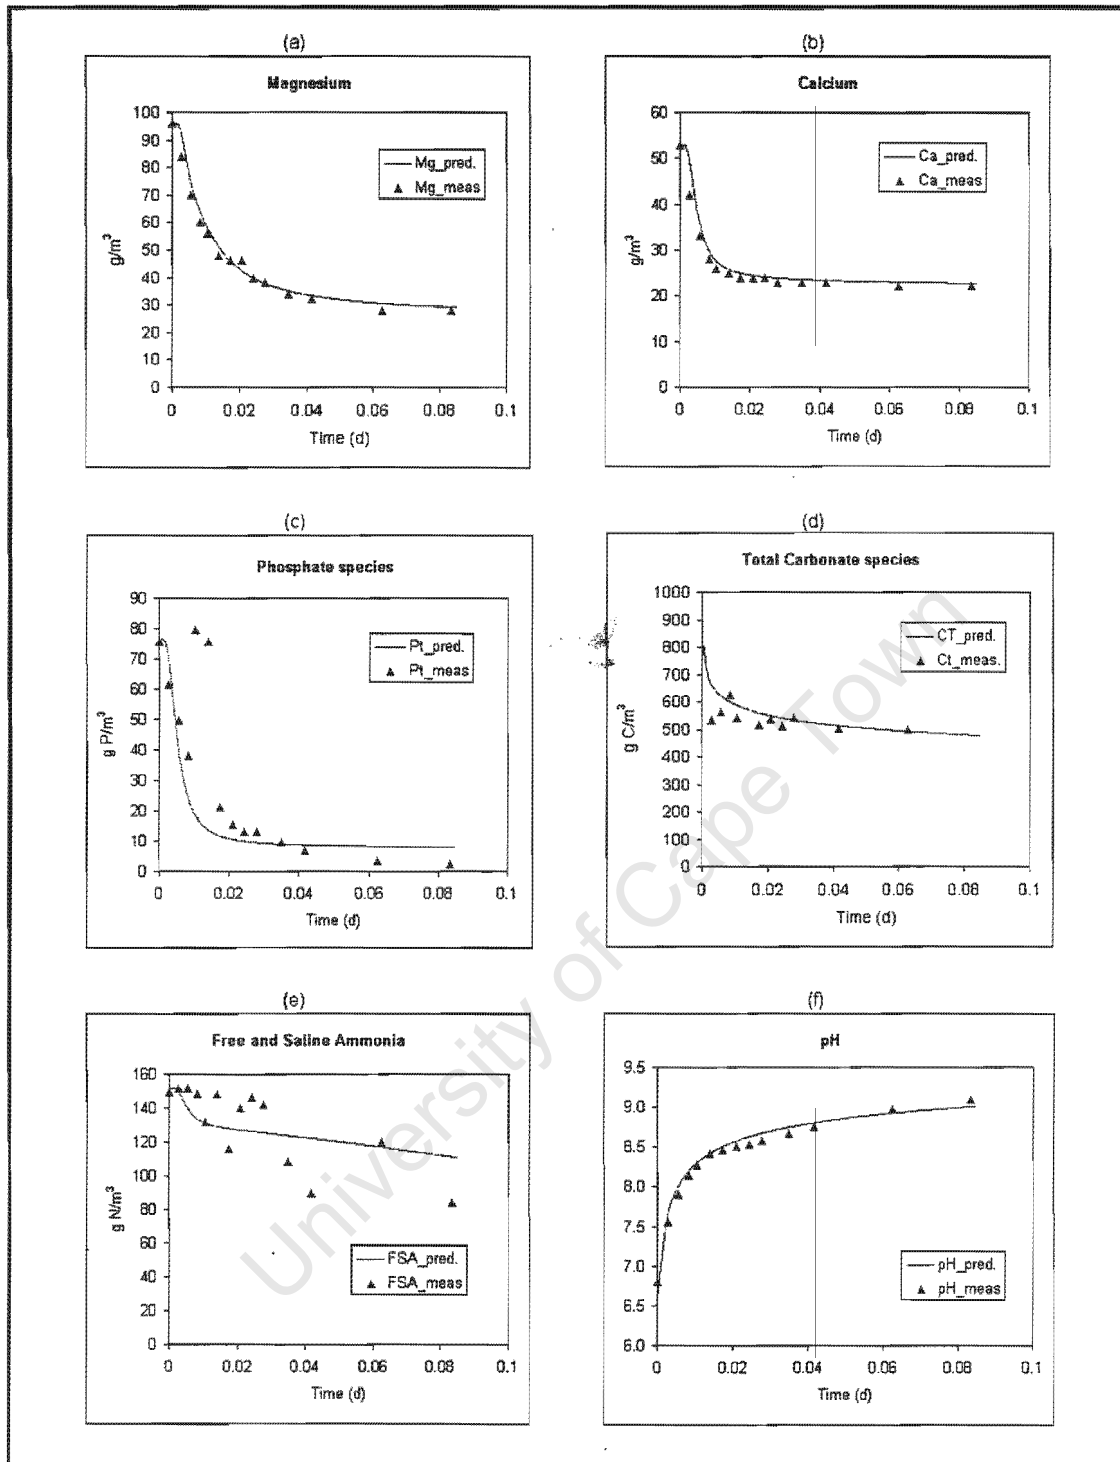 (a)
Magnesium
100
90
80
70
60
50
40
30
20
10
0
g/m³
Mg_pred.
Mg_meas
0 0.02 0.04 0.06 0.08 0.1
Time (d)
(b)
Calcium
60
50
40
30
20
10
0
g/m³
Ca_pred.
Ca_meas
0 0.02 0.04 0.06 0.08 0.1
Time (d)
(c)
Phosphate species
90
80
70
60
50
40
30
20
10
0
g P/m³
Pt_pred.
Pt_meas
0 0.02 0.04 0.06 0.08 0.1
Time (d)
(d)
Total Carbonate species
1000
900
800
700
600
500
400
300
200
100
0
g C/m³
CT_pred.
Ct_meas.
0 0.02 0.04 0.06 0.08 0.1
Time (d)
(e)
Free and Saline Ammonia
160
140
120
100
80
60
40
20
0
g N/m³
FSA_pred.
FSA_meas
0 0.02 0.04 0.06 0.08 0.1
Time (d)
(f)
pH
9.5
9.0
8.5
8.0
7.5
7.0
6.5
6.0
pH_pred.
pH_meas
0 0.02 0.04 0.06 0.08 0.1
Time (d)
University of Cape Town